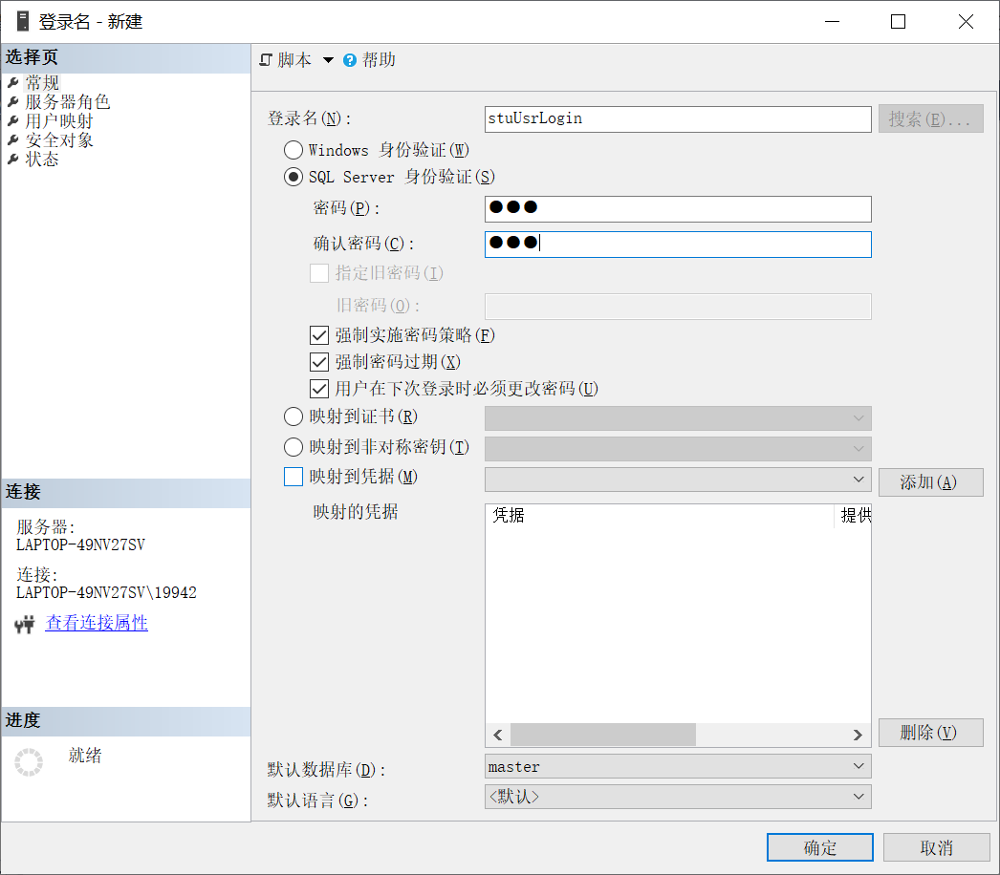 登录名 - 新建
选择页
常规
服务器角色
用户映射
安全对象
状态
脚本 帮助
登录名(N): stuUsrLogin 搜索(E)...
Windows 身份验证(W)
SQL Server 身份验证(S)
密码(P): ●●●
确认密码(C): ●●●
指定旧密码(I)
旧密码(O):
强制实施密码策略(F)
强制密码过期(X)
用户在下次登录时必须更改密码(U)
映射到证书(R)
映射到非对称密钥(T)
映射到凭据(M) 添加(A)
映射的凭据 凭据 提供
删除(V)
默认数据库(D): master
默认语言(G): <默认>
连接
服务器:
LAPTOP-49NV27SV
连接:
LAPTOP-49NV27SV\19942
查看连接属性
进度
就绪
确定 取消